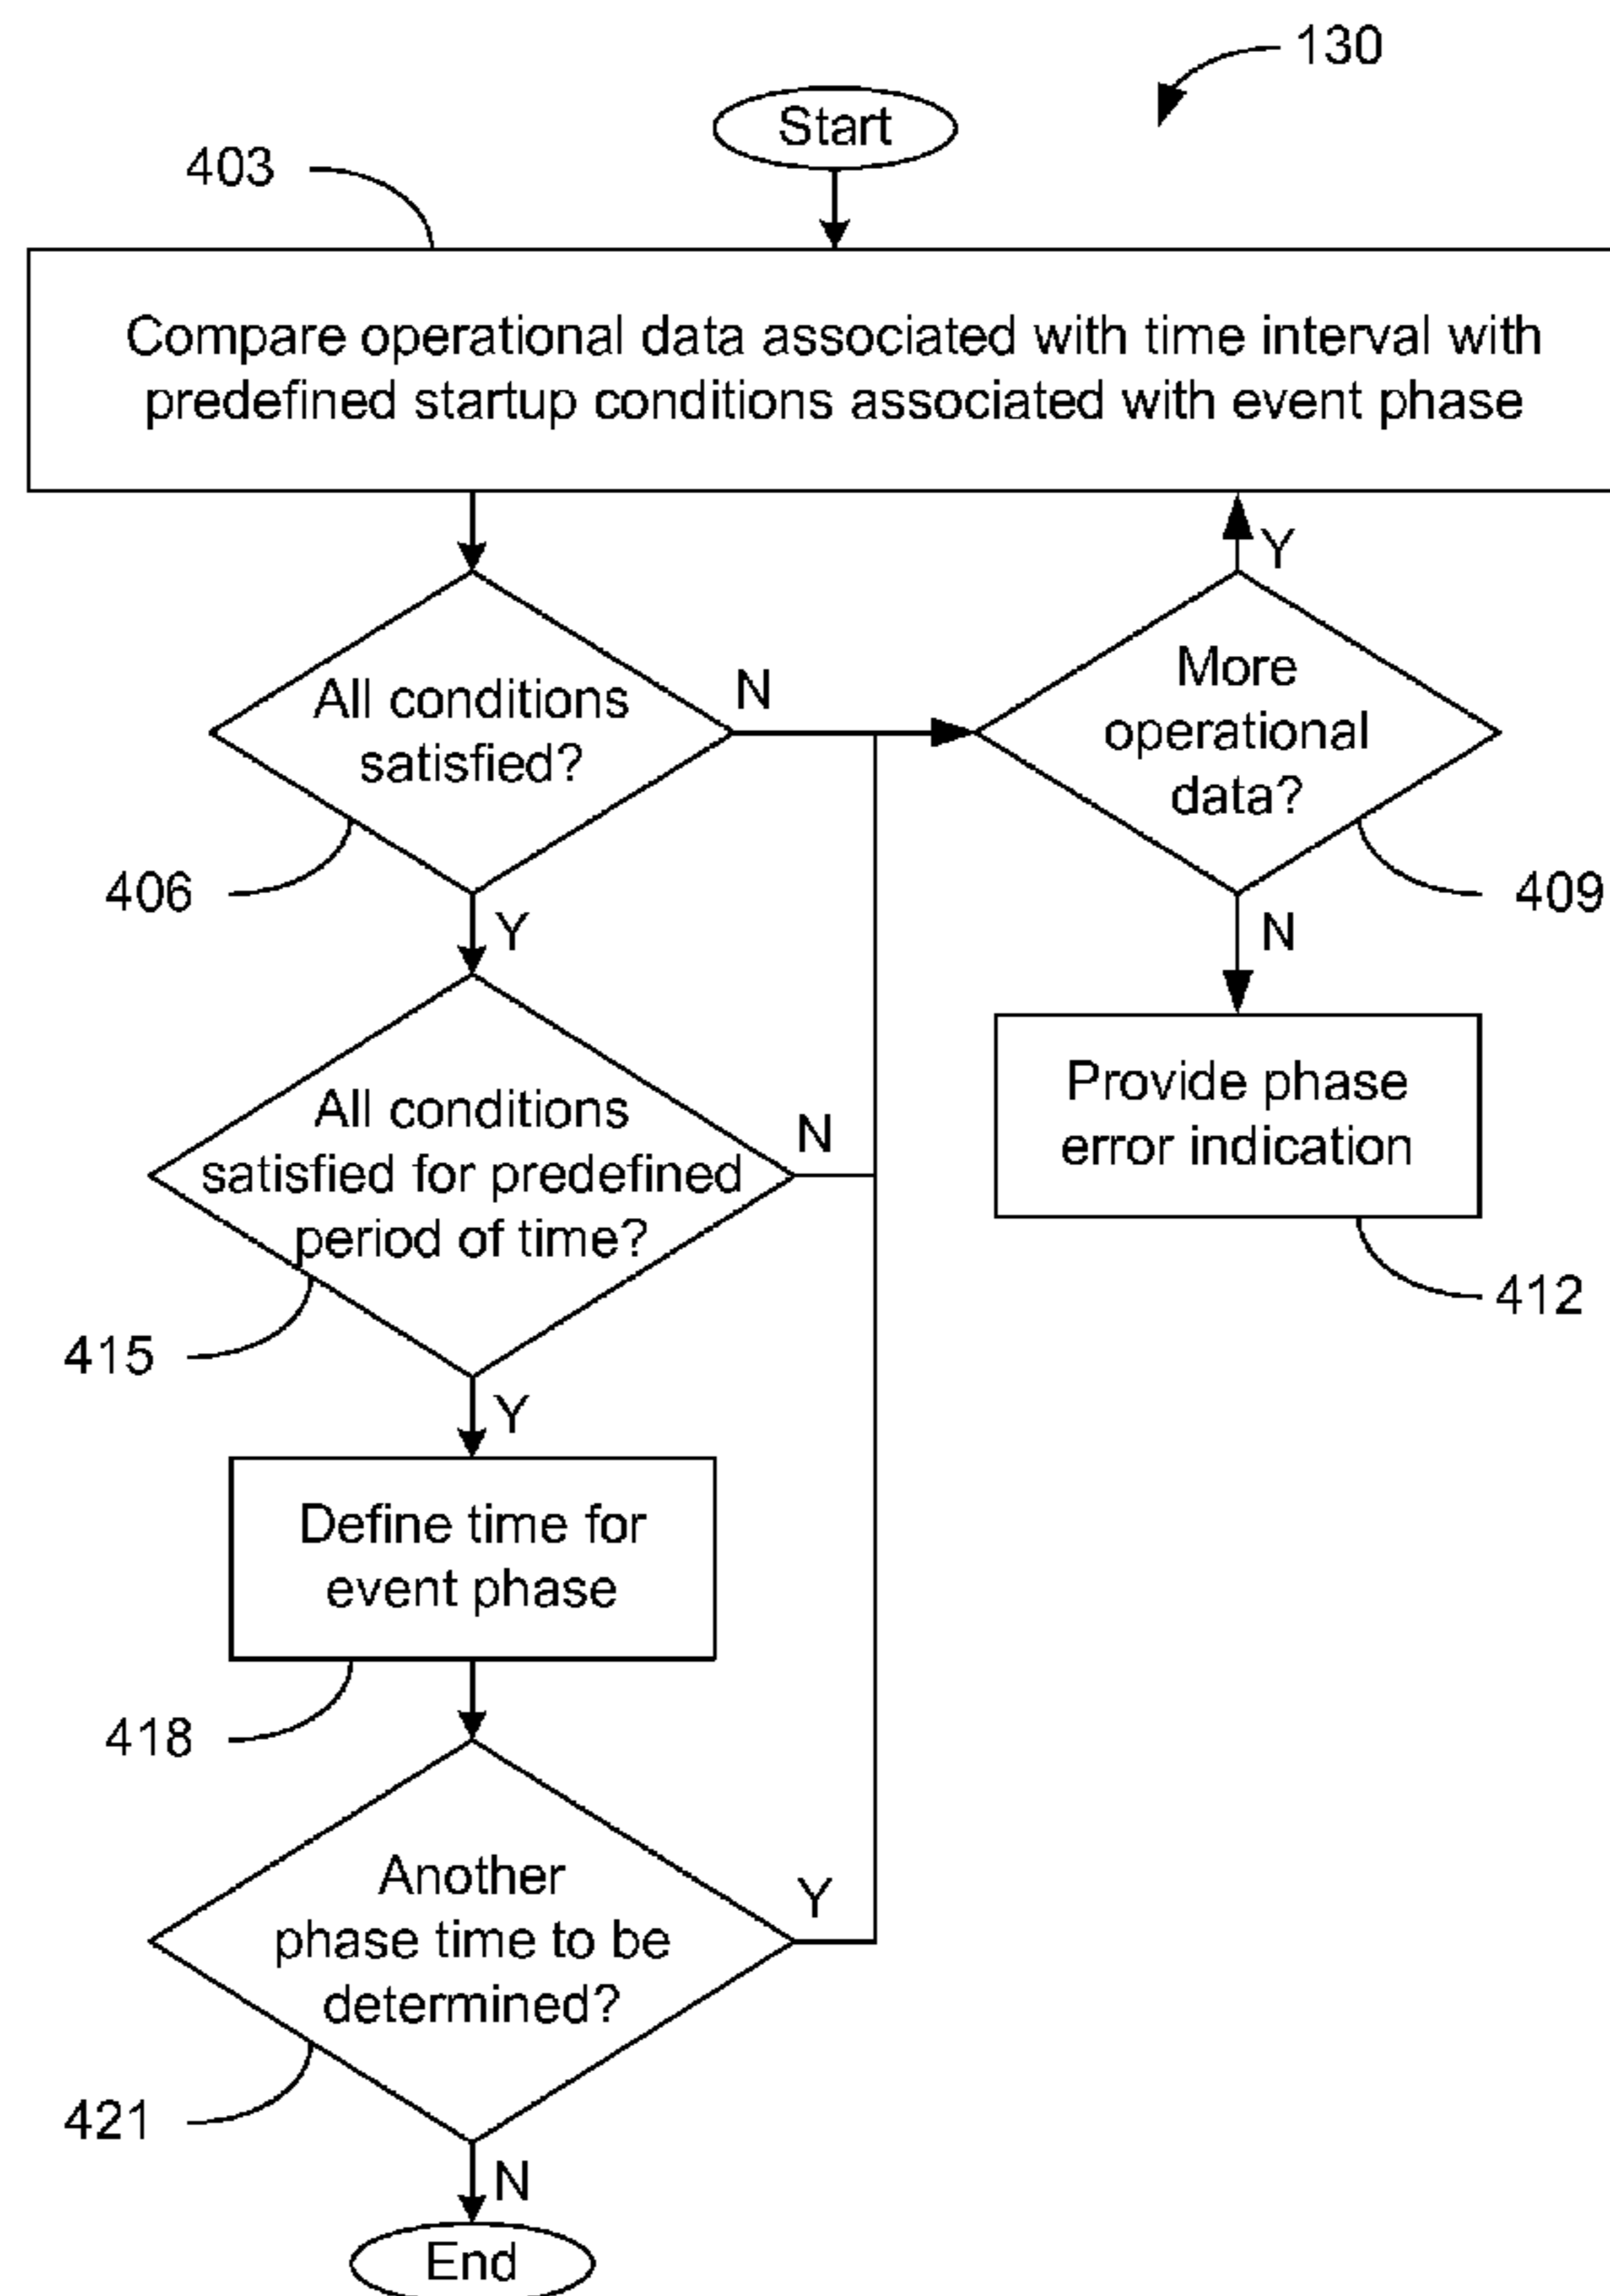 130
Start
403
Compare operational data associated with time interval with
predefined startup conditions associated with event phase
Y
All conditions
satisfied?
N
More
operational
data?
406
409
Y
N
All conditions
satisfied for predefined
period of time?
N
Provide phase
error indication
415
412
Y
Define time for
event phase
418
Another
phase time to be
determined?
Y
421
N
End